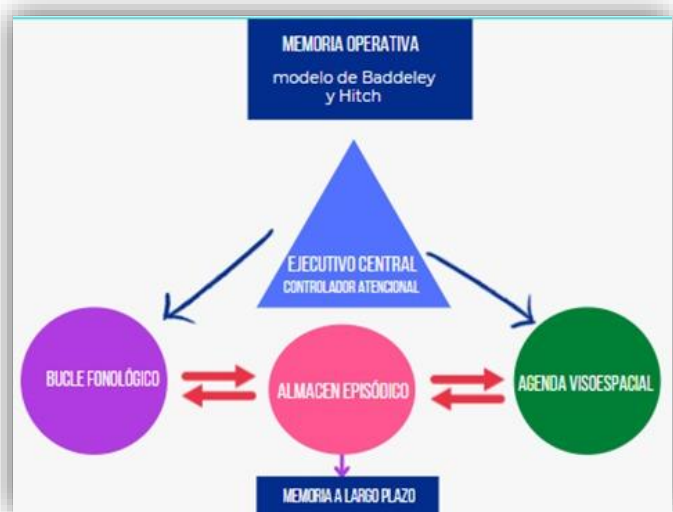 MEMORIA OPERATIVA
modelo de Baddeley
y Hitch
EJECUTIVO CENTRAL
CONTROLADOR ATENCIONAL
BUCLE FONOLÓGICO
ALMACEN EPISÓDICO
AGENDA VISOESPACIAL
MEMORIA A LARGO PLAZO